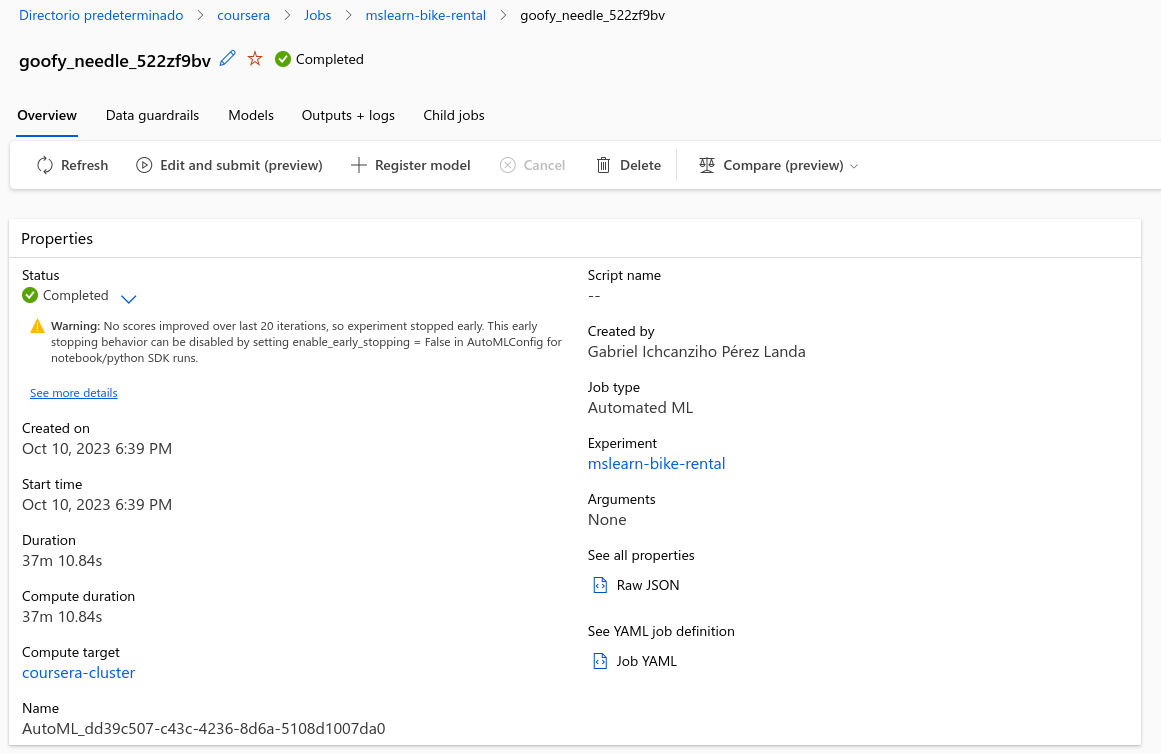 Directorio predeterminado > coursera > Jobs > mslearn-bike-rental > goofy_needle_522zf9bv
goofy_needle_522zf9bv Completed
Overview Data guardrails Models Outputs + logs Child jobs
Refresh Edit and submit (preview) Register model Cancel Delete Compare (preview)
Properties
Status
Completed
Warning: No scores improved over last 20 iterations, so experiment stopped early. This early
stopping behavior can be disabled by setting enable_early_stopping = False in AutoMLConfig for
notebook/python SDK runs.
See more details
Created on
Oct 10, 2023 6:39 PM
Start time
Oct 10, 2023 6:39 PM
Duration
37m 10.84s
Compute duration
37m 10.84s
Compute target
coursera-cluster
Name
AutoML_dd39c507-c43c-4236-8d6a-5108d1007da0
Script name
--
Created by
Gabriel Ichcanziho Pérez Landa
Job type
Automated ML
Experiment
mslearn-bike-rental
Arguments
None
See all properties
Raw JSON
See YAML job definition
Job YAML